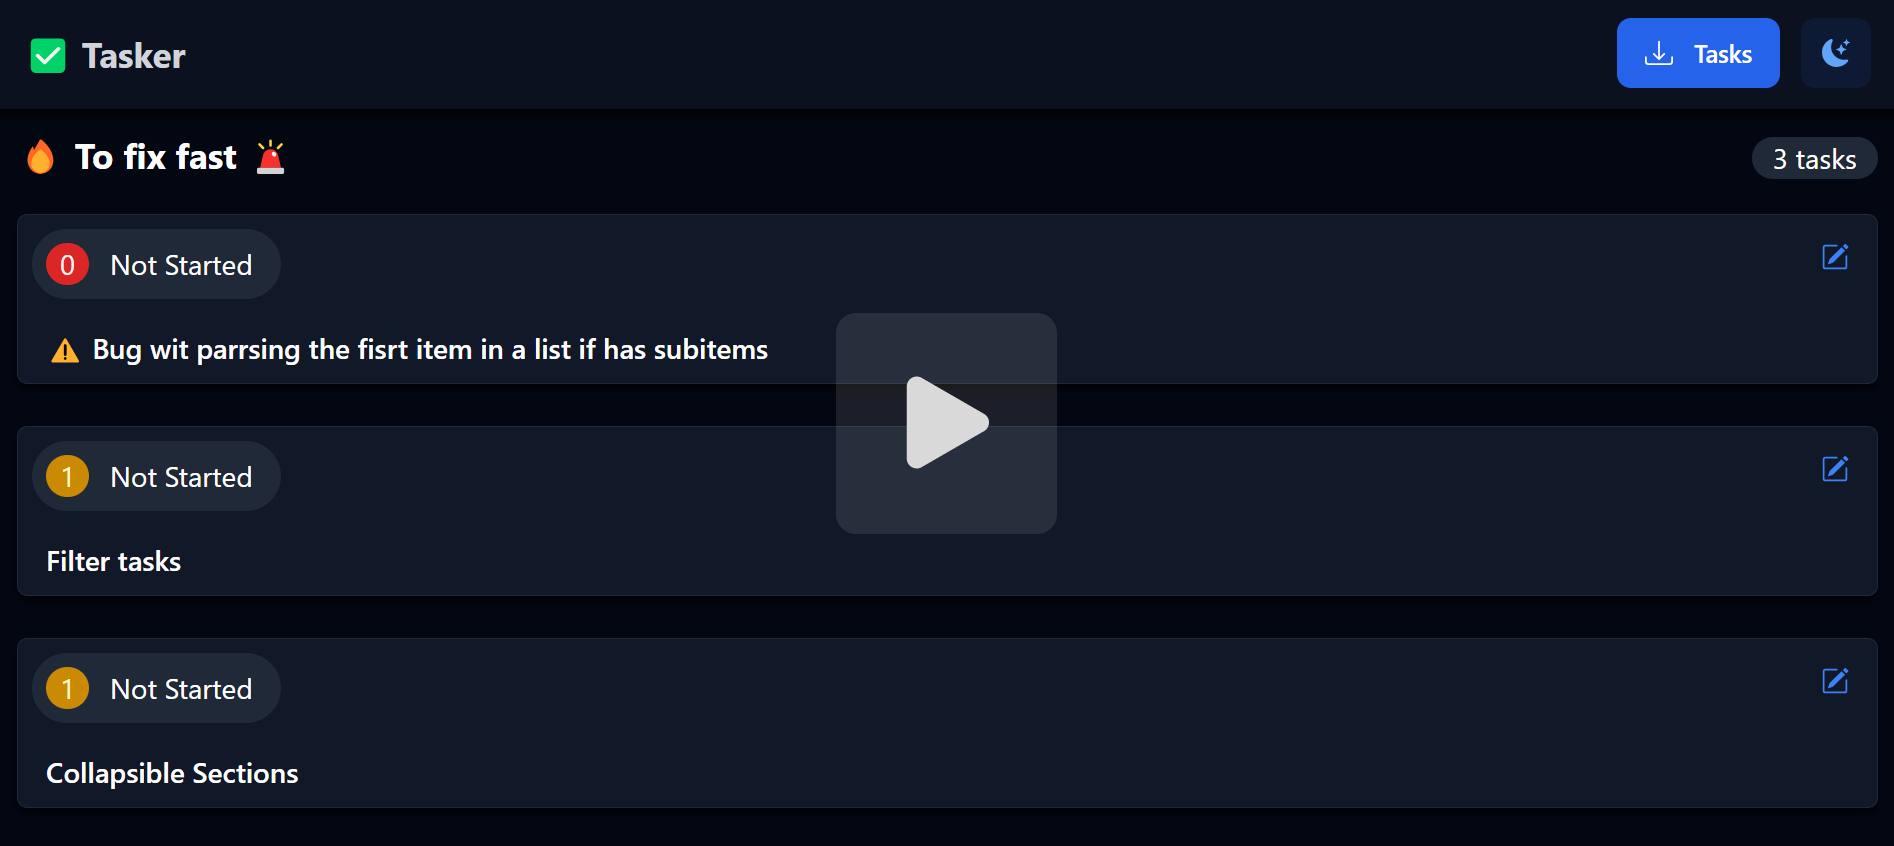 Tasker
Tasks
To fix fast
3 tasks
0 Not Started
Bug wit parrsing the fisrt item in a list if has subitems
1 Not Started
Filter tasks
1 Not Started
Collapsible Sections